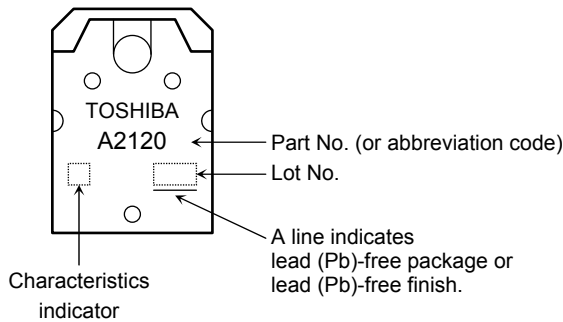 TOSHIBA
A2120
Part No. (or abbreviation code)
Lot No.
A line indicates
lead (Pb)-free package or
lead (Pb)-free finish.
Characteristics
indicator